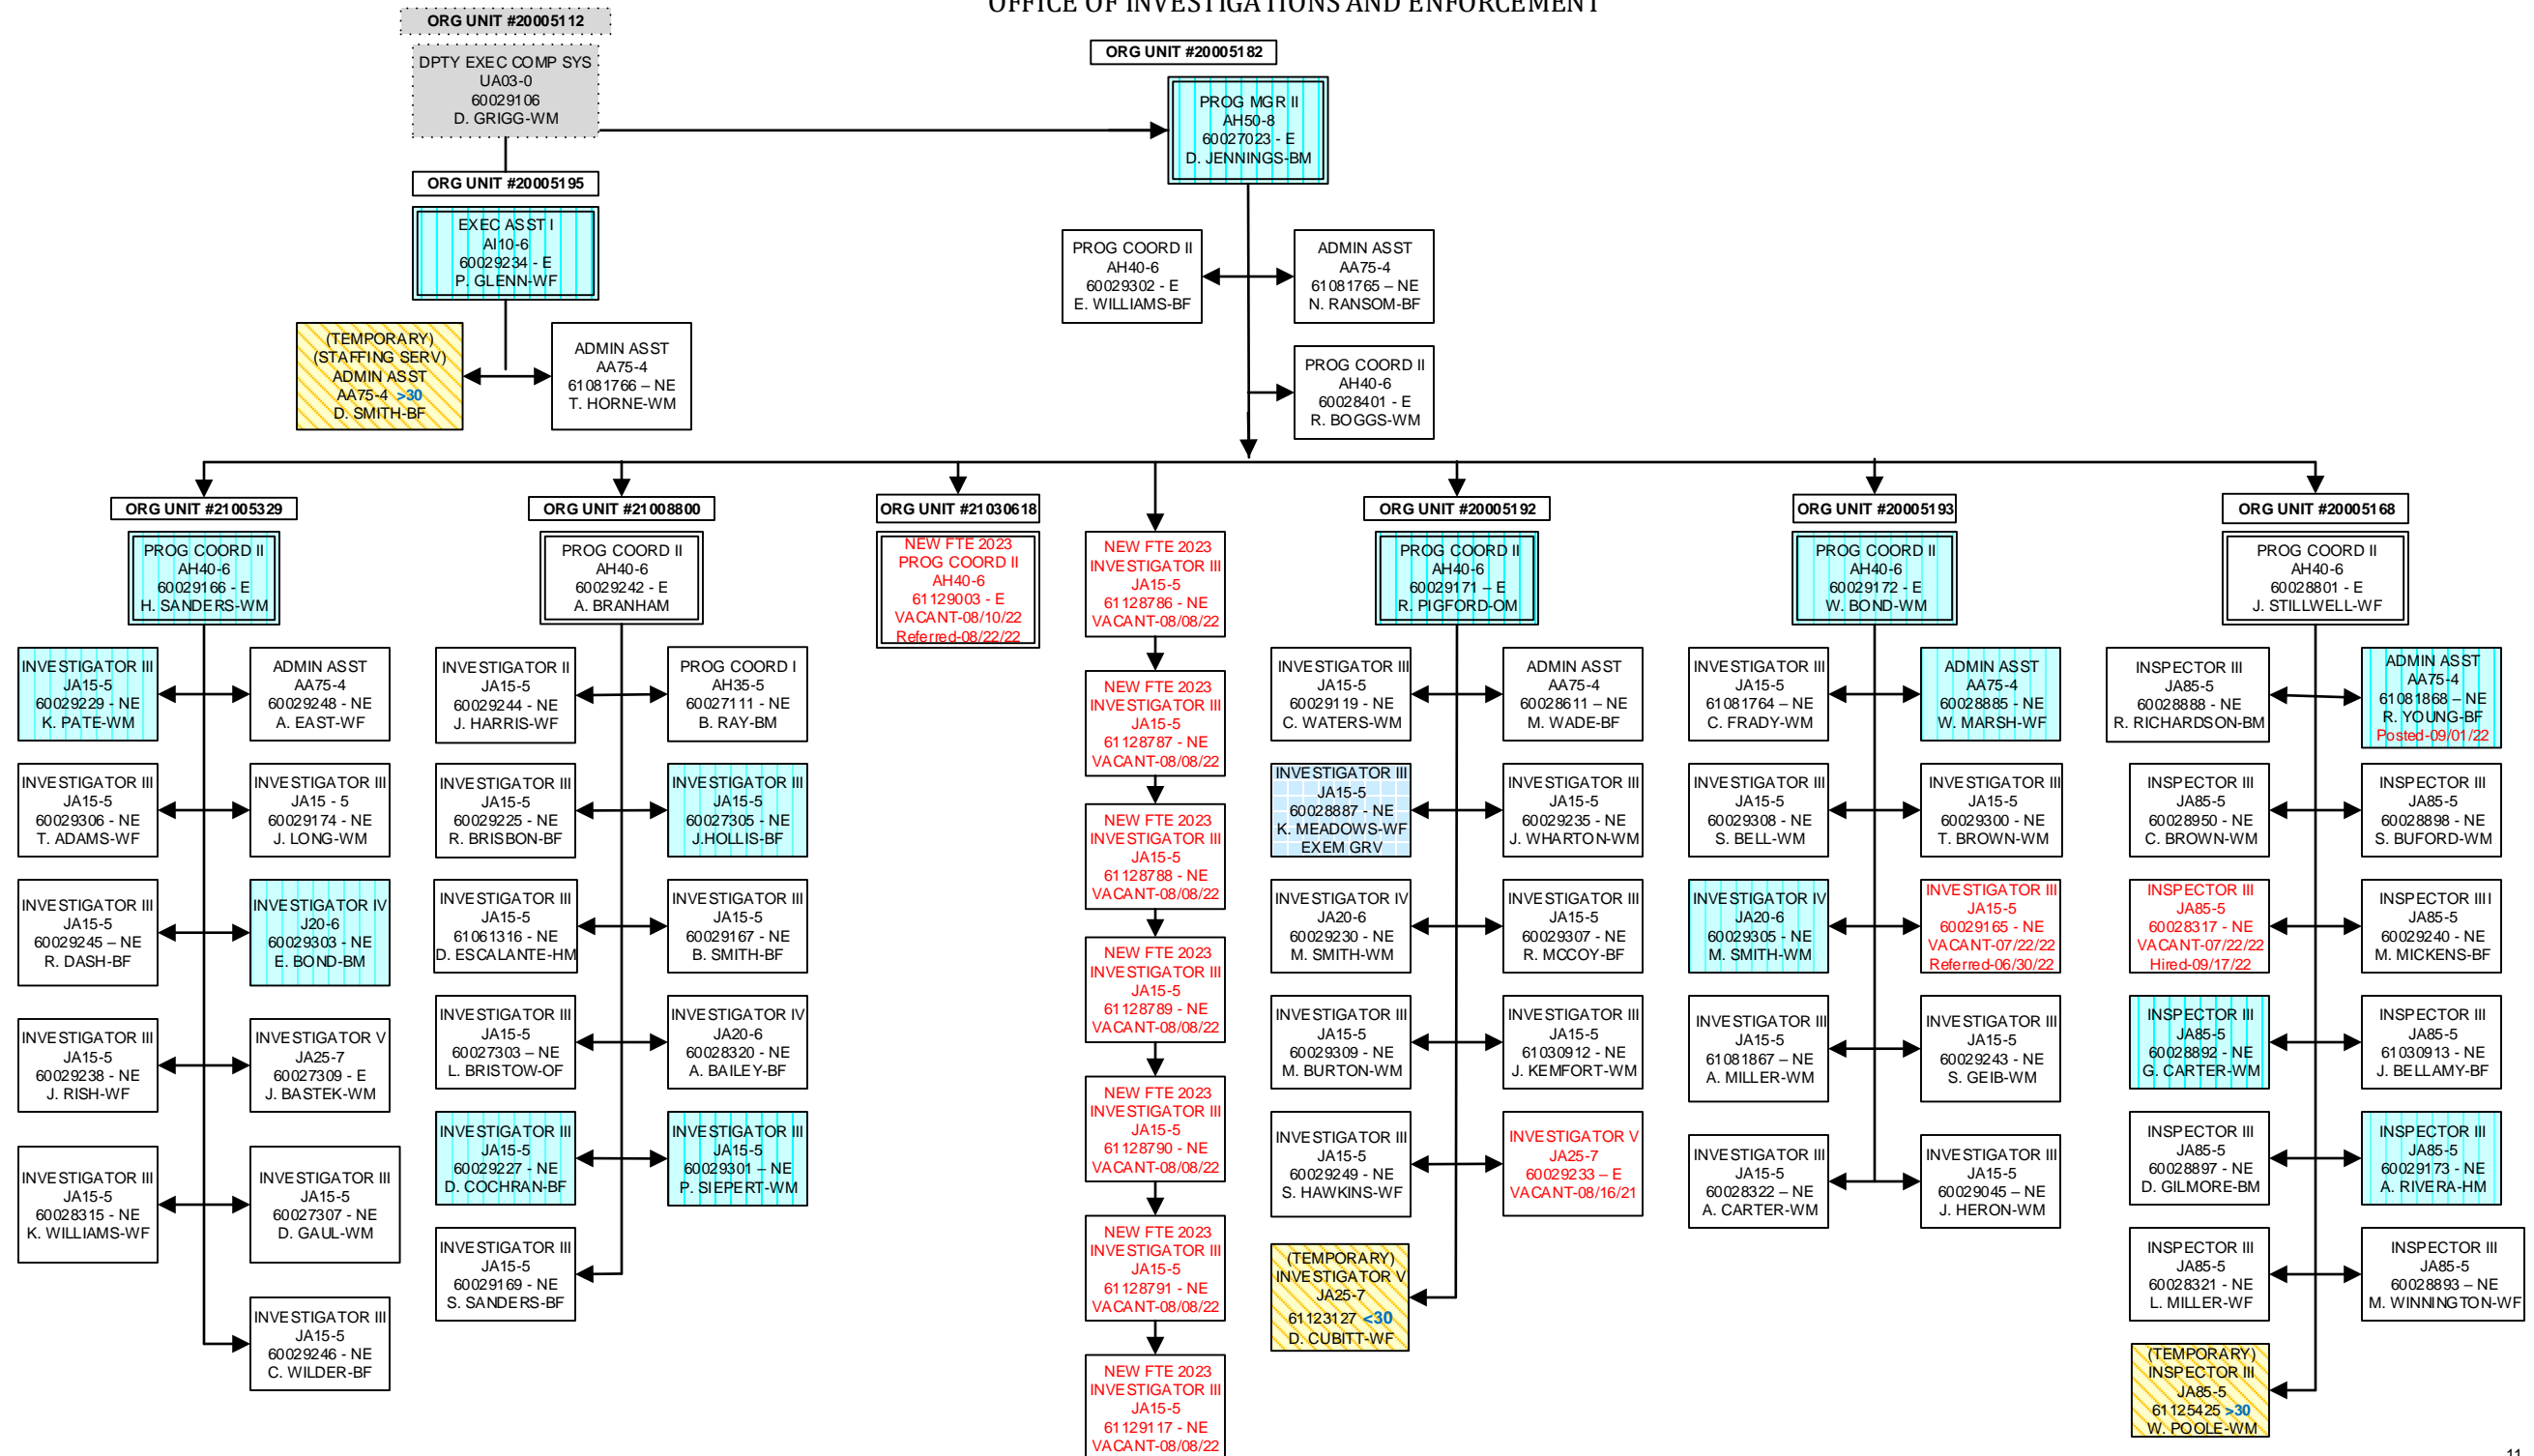 OFFICE OF INVESTIGATIONS AND ENFORCEMENT
ORG UNIT #20005112
DPTY EXEC COMP SYS
UA03-0
60029106
D. GRIGG-WM
ORG UNIT #20005182
PROG MGR II
AH50-8
60027023 - E
D. JENNINGS-BM
ORG UNIT #20005195
EXEC ASST I
AI10-6
60029234 - E
P. GLENN-WF
PROG COORD II
AH40-6
60029302 - E
E. WILLIAMS-BF
ADMIN ASST
AA75-4
61081765 – NE
N. RANSOM-BF
(TEMPORARY)
(STAFFING SERV)
ADMIN ASST
AA75-4 >30
D. SMITH-BF
ADMIN ASST
AA75-4
61081766 – NE
T. HORNE-WM
PROG COORD II
AH40-6
60028401 - E
R. BOGGS-WM
ORG UNIT #21005329
PROG COORD II
AH40-6
60029166 - E
H. SANDERS-WM
INVESTIGATOR III
JA15-5
60029229 - NE
K. PATE-WM
ADMIN ASST
AA75-4
60029248 - NE
A. EAST-WF
INVESTIGATOR III
JA15-5
60029306 - NE
T. ADAMS-WF
INVESTIGATOR III
JA15 - 5
60029174 - NE
J. LONG-WM
INVESTIGATOR III
JA15-5
60029245 – NE
R. DASH-BF
INVESTIGATOR IV
J20-6
60029303 - NE
E. BOND-BM
INVESTIGATOR III
JA15-5
60029238 - NE
J. RISH-WF
INVESTIGATOR V
JA25-7
60027309 - E
J. BASTEK-WM
INVESTIGATOR III
JA15-5
60028315 - NE
K. WILLIAMS-WF
INVESTIGATOR III
JA15-5
60027307 - NE
D. GAUL-WM
INVESTIGATOR III
JA15-5
60029246 - NE
C. WILDER-BF
ORG UNIT #21008800
PROG COORD II
AH40-6
60029242 - E
A. BRANHAM
INVESTIGATOR II
JA15-5
60029244 - NE
J. HARRIS-WF
PROG COORD I
AH35-5
60027111 - NE
B. RAY-BM
INVESTIGATOR III
JA15-5
60029225 - NE
R. BRISBON-BF
INVESTIGATOR III
JA15-5
60027305 - NE
J.HOLLIS-BF
INVESTIGATOR III
JA15-5
61061316 - NE
D. ESCALANTE-HM
INVESTIGATOR III
JA15-5
60029167 - NE
B. SMITH-BF
INVESTIGATOR III
JA15-5
60027303 – NE
L. BRISTOW-OF
INVESTIGATOR IV
JA20-6
60028320 - NE
A. BAILEY-BF
INVESTIGATOR III
JA15-5
60029227 - NE
D. COCHRAN-BF
INVESTIGATOR III
JA15-5
60029301 – NE
P. SIEPERT-WM
INVESTIGATOR III
JA15-5
60029169 - NE
S. SANDERS-BF
ORG UNIT #21030618
NEW FTE 2023
PROG COORD II
AH40-6
61129003 - E
VACANT-08/10/22
Referred-08/22/22
NEW FTE 2023
INVESTIGATOR III
JA15-5
61128786 - NE
VACANT-08/08/22
NEW FTE 2023
INVESTIGATOR III
JA15-5
61128787 - NE
VACANT-08/08/22
NEW FTE 2023
INVESTIGATOR III
JA15-5
61128788 - NE
VACANT-08/08/22
NEW FTE 2023
INVESTIGATOR III
JA15-5
61128789 - NE
VACANT-08/08/22
NEW FTE 2023
INVESTIGATOR III
JA15-5
61128790 - NE
VACANT-08/08/22
NEW FTE 2023
INVESTIGATOR III
JA15-5
61128791 - NE
VACANT-08/08/22
NEW FTE 2023
INVESTIGATOR III
JA15-5
61129117 - NE
VACANT-08/08/22
ORG UNIT #20005192
PROG COORD II
AH40-6
60029171 – E
R. PIGFORD-OM
INVESTIGATOR III
JA15-5
60029119 - NE
C. WATERS-WM
ADMIN ASST
AA75-4
60028611 – NE
M. WADE-BF
INVESTIGATOR III
JA15-5
60028887 - NE
K. MEADOWS-WF
EXEM GRV
INVESTIGATOR III
JA15-5
60029235 - NE
J. WHARTON-WM
INVESTIGATOR IV
JA20-6
60029230 - NE
M. SMITH-WM
INVESTIGATOR III
JA15-5
60029307 - NE
R. MCCOY-BF
INVESTIGATOR III
JA15-5
60029309 - NE
M. BURTON-WM
INVESTIGATOR III
JA15-5
61030912 - NE
J. KEMFORT-WM
INVESTIGATOR III
JA15-5
60029249 - NE
S. HAWKINS-WF
INVESTIGATOR V
JA25-7
60029233 – E
VACANT-08/16/21
(TEMPORARY)
INVESTIGATOR V
JA25-7
61123127 <30
D. CUBITT-WF
ORG UNIT #20005193
PROG COORD II
AH40-6
60029172 - E
W. BOND-WM
INVESTIGATOR III
JA15-5
61081764 – NE
C. FRADY-WM
ADMIN ASST
AA75-4
60028885 - NE
W. MARSH-WF
INVESTIGATOR III
JA15-5
60029308 - NE
S. BELL-WM
INVESTIGATOR III
JA15-5
60029300 - NE
T. BROWN-WM
INVESTIGATOR IV
JA20-6
60029305 - NE
M. SMITH-WM
INVESTIGATOR III
JA15-5
60029165 - NE
VACANT-07/22/22
Referred-06/30/22
INVESTIGATOR III
JA15-5
61081867 – NE
A. MILLER-WM
INVESTIGATOR III
JA15-5
60029243 - NE
S. GEIB-WM
INVESTIGATOR III
JA15-5
60028322 – NE
A. CARTER-WM
INVESTIGATOR III
JA15-5
60029045 – NE
J. HERON-WM
ORG UNIT #20005168
PROG COORD II
AH40-6
60028801 - E
J. STILLWELL-WF
INSPECTOR III
JA85-5
60028888 - NE
R. RICHARDSON-BM
ADMIN ASST
AA75-4
61081868 – NE
R. YOUNG-BF
Posted-09/01/22
INSPECTOR III
JA85-5
60028950 - NE
C. BROWN-WM
INSPECTOR III
JA85-5
60028898 - NE
S. BUFORD-WM
INSPECTOR III
JA85-5
60028317 - NE
VACANT-07/22/22
Hired-09/17/22
INSPECTOR IIII
JA85-5
60029240 - NE
M. MICKENS-BF
INSPECTOR III
JA85-5
60028892 - NE
G. CARTER-WM
INSPECTOR III
JA85-5
61030913 - NE
J. BELLAMY-BF
INSPECTOR III
JA85-5
60028897 - NE
D. GILMORE-BM
INSPECTOR III
JA85-5
60029173 - NE
A. RIVERA-HM
INSPECTOR III
JA85-5
60028321 - NE
L. MILLER-WF
INSPECTOR III
JA85-5
60028893 – NE
M. WINNINGTON-WF
(TEMPORARY)
INSPECTOR III
JA85-5
61125425 >30
W. POOLE-WM
11